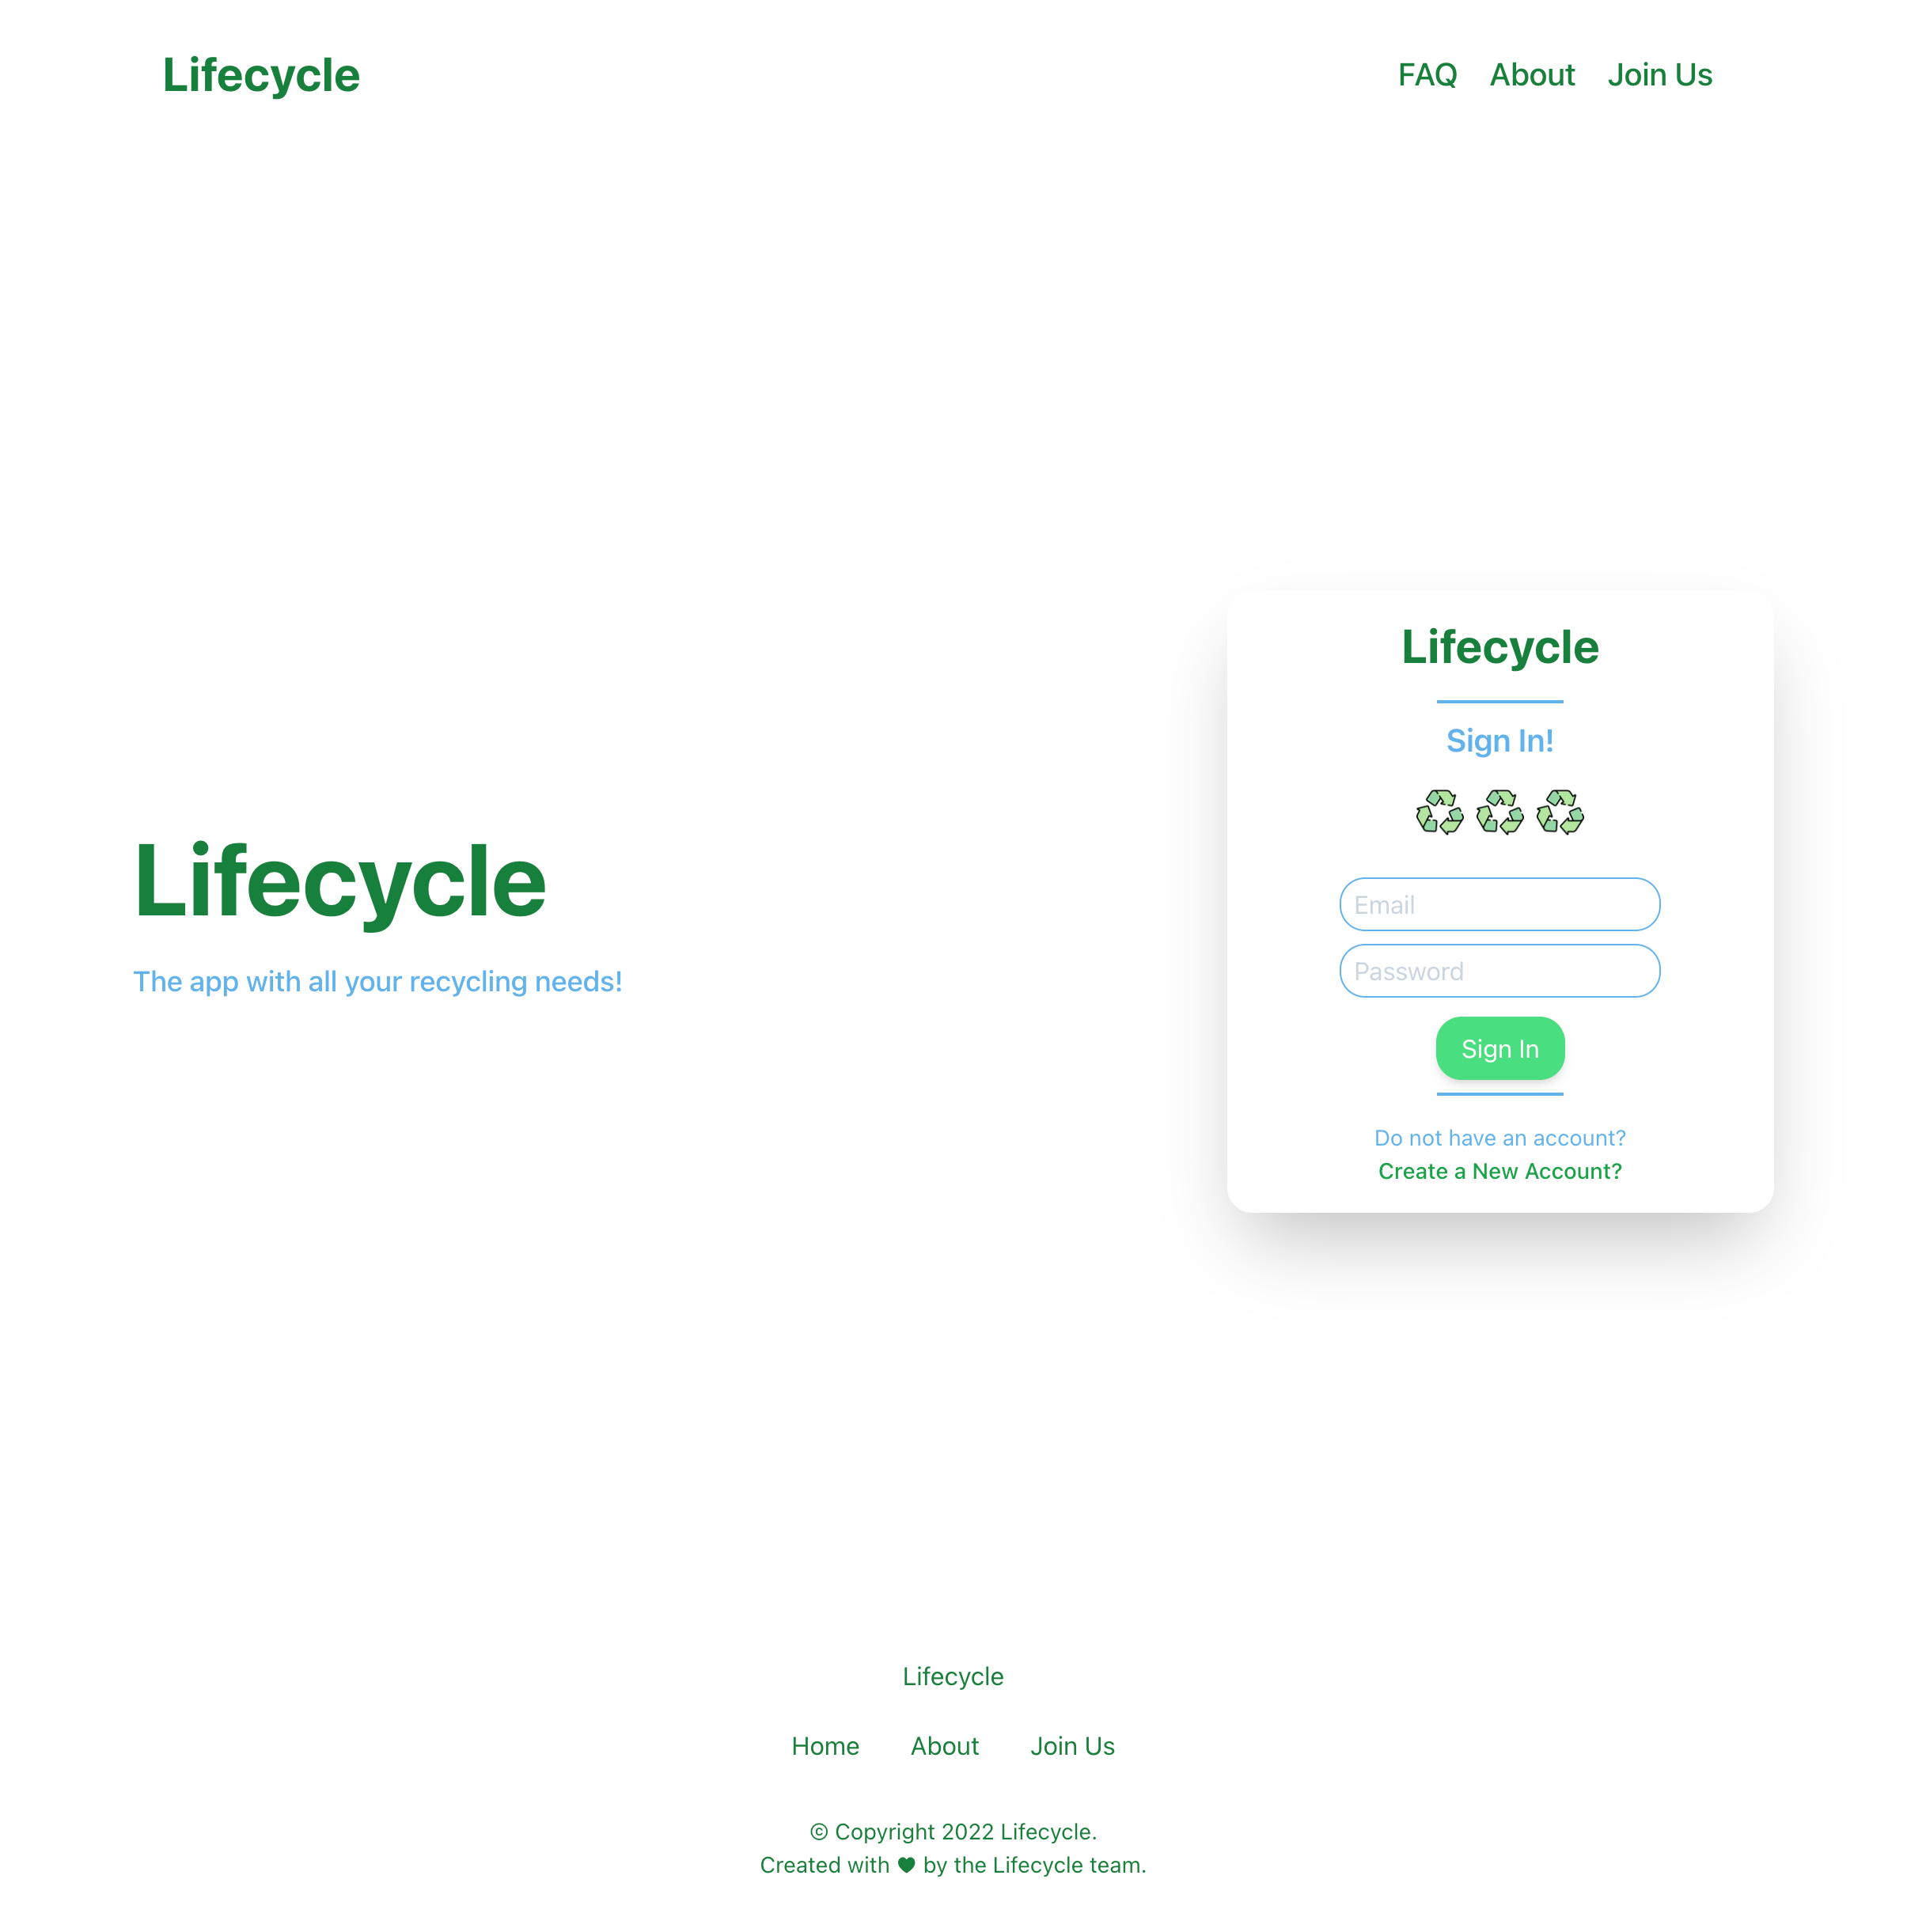 Lifecycle
FAQ About Join Us
Lifecycle
The app with all your recycling needs!
Lifecycle
Sign In!
Email
Password
Sign In
Do not have an account?
Create a New Account?
Lifecycle
Home About Join Us
© Copyright 2022 Lifecycle.
Created with ♥ by the Lifecycle team.